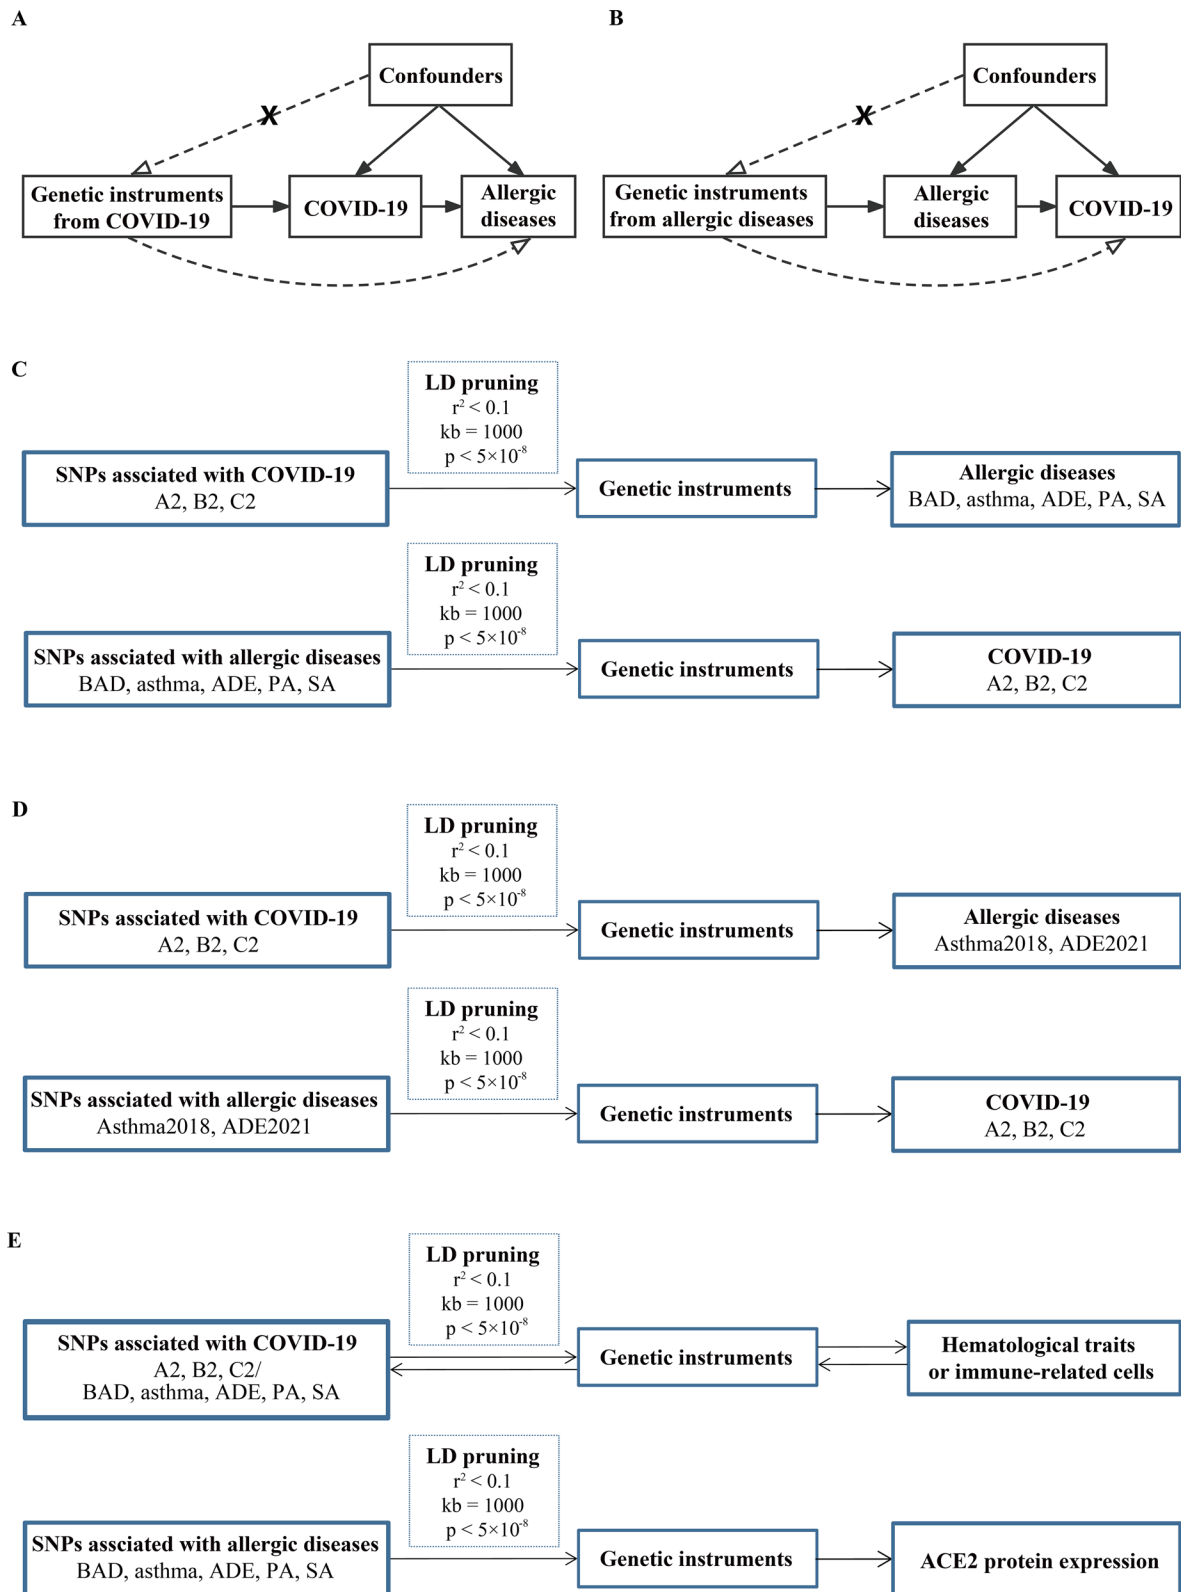 A
B
Confounders
Confounders
X
X
Genetic instruments
from COVID-19
COVID-19
Allergic
diseases
Genetic instruments
from allergic diseases
Allergic
diseases
COVID-19
C
LD pruning
r² < 0.1
kb = 1000
p < 5×10⁻⁸
SNPs assciated with COVID-19
A2, B2, C2
Genetic instruments
Allergic diseases
BAD, asthma, ADE, PA, SA
LD pruning
r² < 0.1
kb = 1000
p < 5×10⁻⁸
SNPs assciated with allergic diseases
BAD, asthma, ADE, PA, SA
Genetic instruments
COVID-19
A2, B2, C2
D
LD pruning
r² < 0.1
kb = 1000
p < 5×10⁻⁸
SNPs assciated with COVID-19
A2, B2, C2
Genetic instruments
Allergic diseases
Asthma2018, ADE2021
LD pruning
r² < 0.1
kb = 1000
p < 5×10⁻⁸
SNPs assciated with allergic diseases
Asthma2018, ADE2021
Genetic instruments
COVID-19
A2, B2, C2
E
LD pruning
r² < 0.1
kb = 1000
p < 5×10⁻⁸
SNPs assciated with COVID-19
A2, B2, C2/
BAD, asthma, ADE, PA, SA
Genetic instruments
Hematological traits
or immune-related cells
LD pruning
r² < 0.1
kb = 1000
p < 5×10⁻⁸
SNPs assciated with allergic diseases
BAD, asthma, ADE, PA, SA
Genetic instruments
ACE2 protein expression